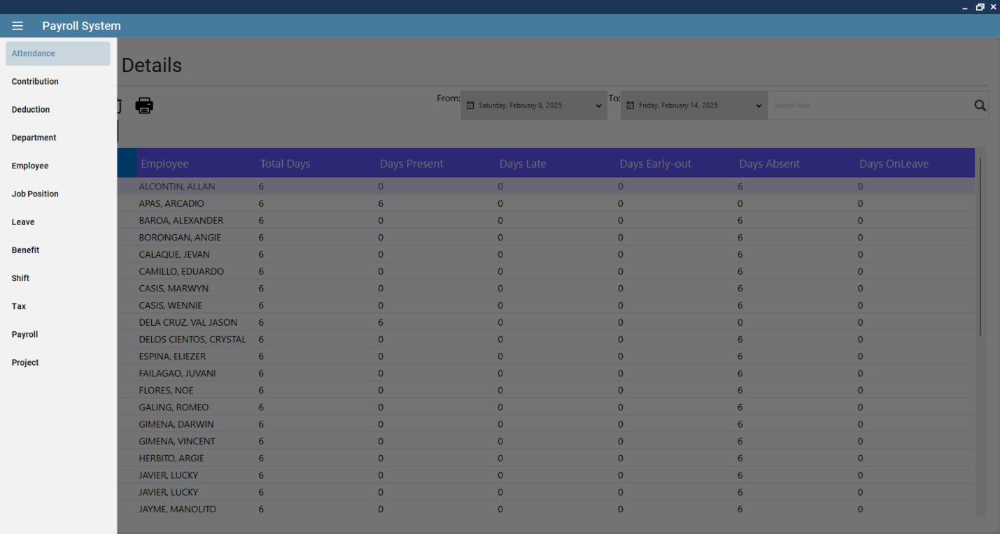 Payroll System
Attendance
Contribution
Deduction
Department
Employee
Job Position
Leave
Benefit
Shift
Tax
Payroll
Project
Details
From: Saturday, February 8, 2025 To: Friday, February 14, 2025 Search here
Employee Total Days Days Present Days Late Days Early-out Days Absent Days OnLeave
ALCONTIN, ALLAN 6 0 0 0 6 0
APAS, ARCADIO 6 6 0 0 0 0
BAROA, ALEXANDER 6 0 0 0 6 0
BORONGAN, ANGIE 6 0 0 0 6 0
CALAQUE, JEVAN 6 0 0 0 6 0
CAMILLO, EDUARDO 6 0 0 0 6 0
CASIS, MARWYN 6 0 0 0 6 0
CASIS, WENNIE 6 0 0 0 6 0
DELA CRUZ, VAL JASON 6 6 0 0 0 0
DELOS CIENTOS, CRYSTAL 6 0 0 0 6 0
ESPINA, ELIEZER 6 0 0 0 6 0
FAILAGAO, JUVANI 6 0 0 0 6 0
FLORES, NOE 6 0 0 0 6 0
GALING, ROMEO 6 0 0 0 6 0
GIMENA, DARWIN 6 0 0 0 6 0
GIMENA, VINCENT 6 0 0 0 6 0
HERBITO, ARGIE 6 0 0 0 6 0
JAVIER, LUCKY 6 0 0 0 6 0
JAVIER, LUCKY 6 0 0 0 6 0
JAYME, MANOLITO 6 0 0 0 6 0